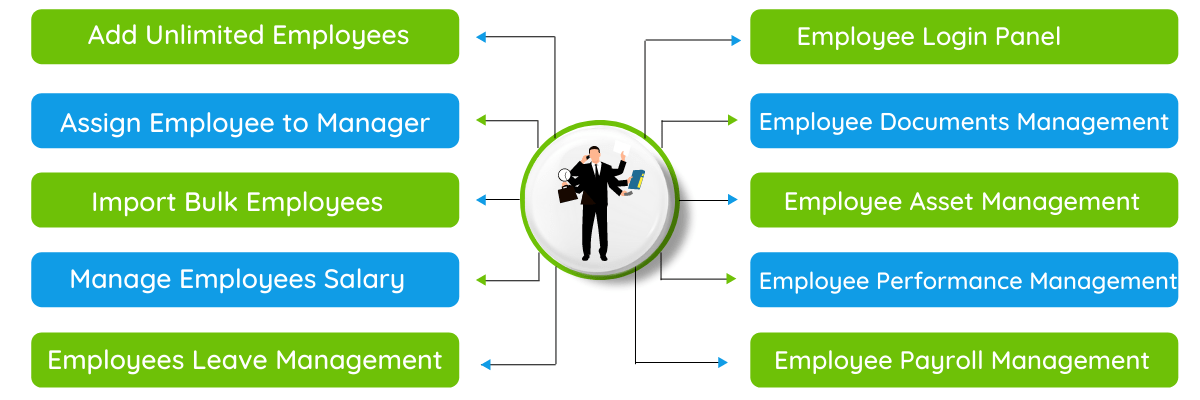 Add Unlimited Employees
Assign Employee to Manager
Import Bulk Employees
Manage Employees Salary
Employees Leave Management
Employee Login Panel
Employee Documents Management
Employee Asset Management
Employee Performance Management
Employee Payroll Management